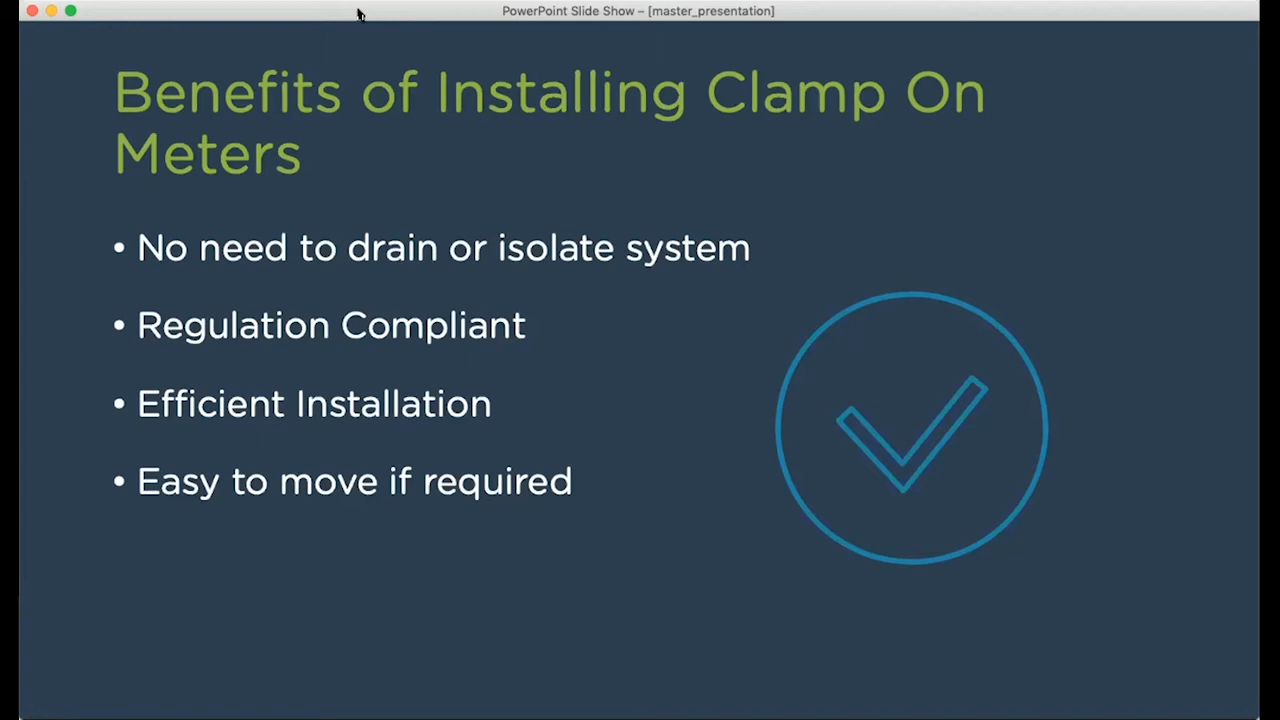 PowerPoint Slide Show – [master_presentation]
Benefits of Installing Clamp On
Meters
• No need to drain or isolate system
• Regulation Compliant
• Efficient Installation
• Easy to move if required